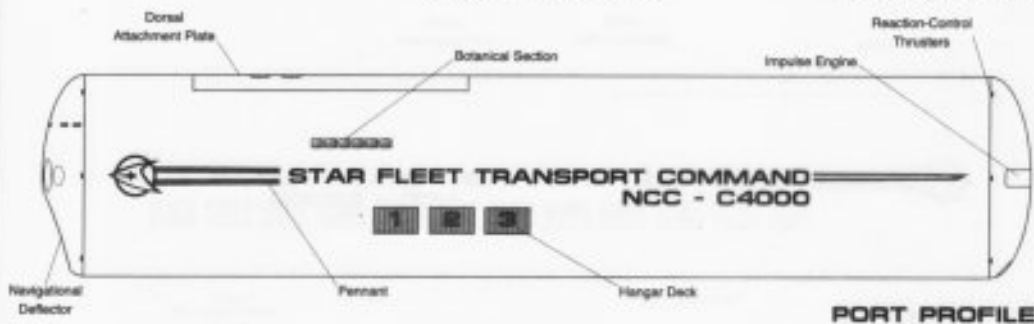 Dorsal
Attachment Plate
Botanical Section
Reaction-Control
Thrusters
Impulse Engine
STAR FLEET TRANSPORT COMMAND
NCC - C4000
1 2 3
Navigational
Deflector
Pennant
Hangar Deck
PORT PROFILE